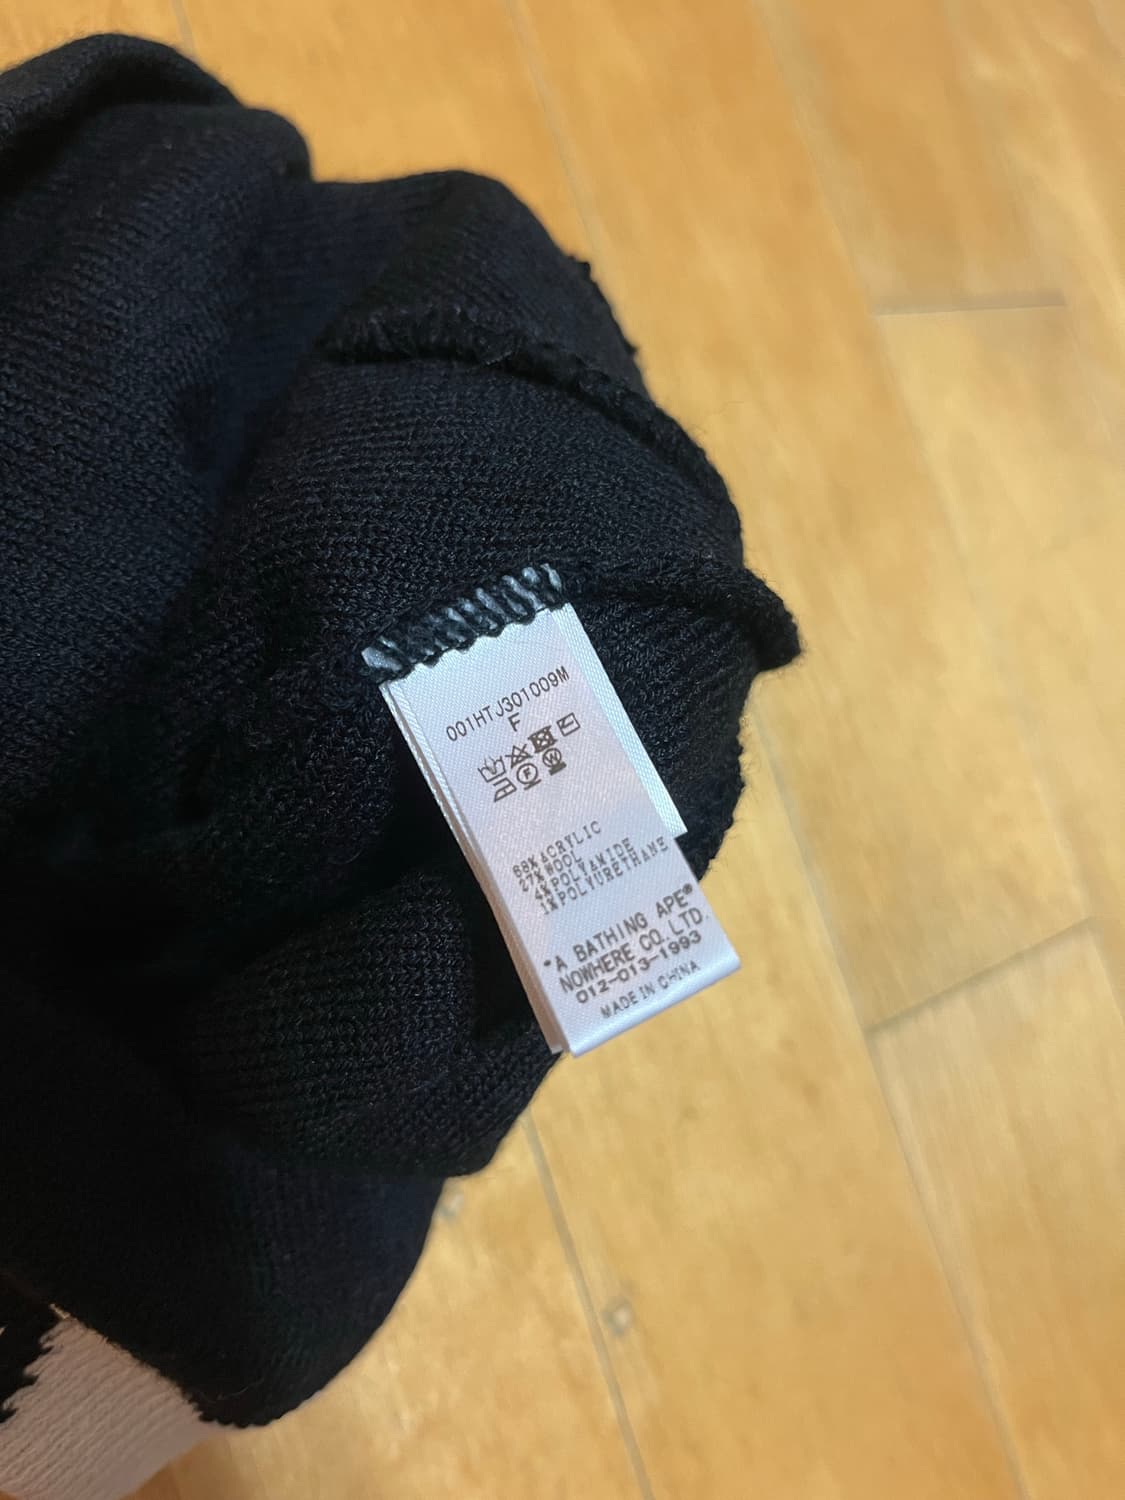 001HTJ301009M
F
F W
68%ACRYLIC
27%WOOL
4%POLYAMIDE
1%POLYURETHANE
"A BATHING APE®
NOWHERE CO.LTD.
012-013-1993
MADE IN CHINA